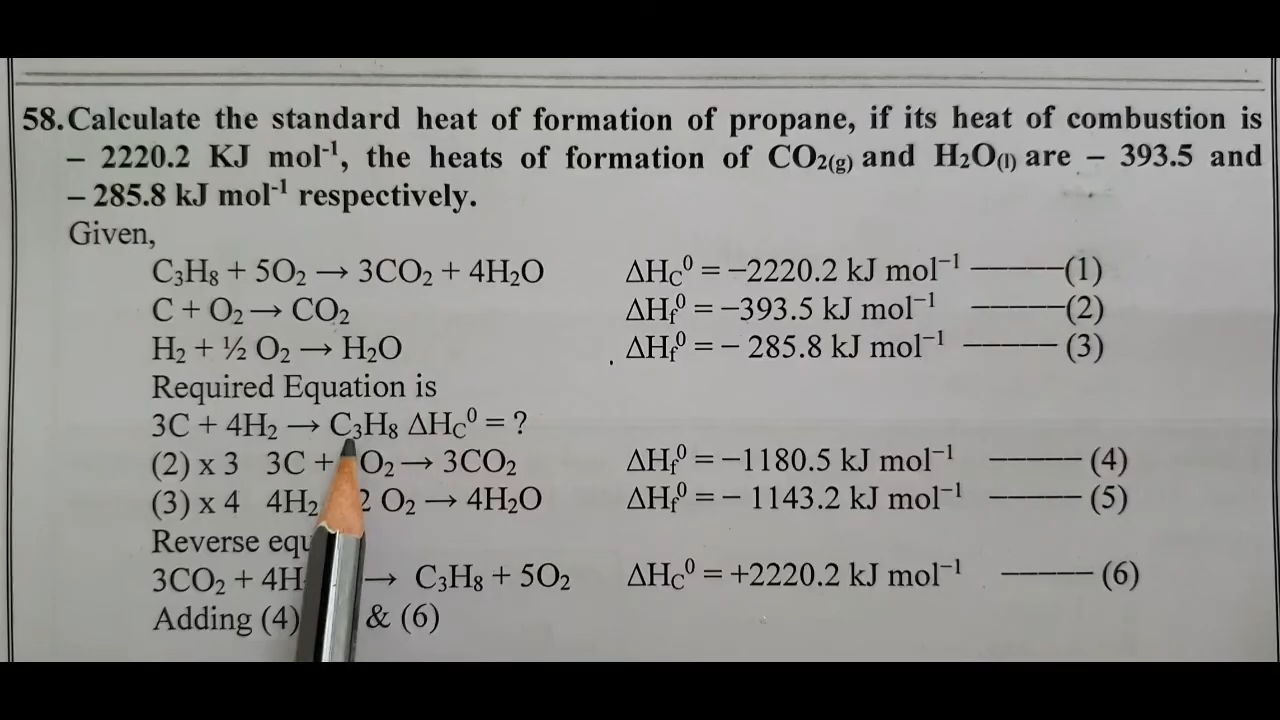 58. Calculate the standard heat of formation of propane, if its heat of combustion is
– 2220.2 KJ mol⁻¹, the heats of formation of CO₂(g) and H₂O(l) are – 393.5 and
– 285.8 kJ mol⁻¹ respectively.
Given,
C₃H₈ + 5O₂ → 3CO₂ + 4H₂O ΔHC⁰ = –2220.2 kJ mol⁻¹ ———(1)
C + O₂ → CO₂ ΔHf⁰ = –393.5 kJ mol⁻¹ ———(2)
H₂ + ½ O₂ → H₂O ΔHf⁰ = – 285.8 kJ mol⁻¹ ——— (3)
Required Equation is
3C + 4H₂ → C₃H₈ ΔHC⁰ = ?
(2) x 3 3C + O₂ → 3CO₂ ΔHf⁰ = –1180.5 kJ mol⁻¹ ——— (4)
(3) x 4 4H₂ 2 O₂ → 4H₂O ΔHf⁰ = – 1143.2 kJ mol⁻¹ ——— (5)
Reverse
3CO₂ + → C₃H₈ + 5O₂ ΔHC⁰ = +2220.2 kJ mol⁻¹ ——— (6)
Adding (4) & (6)